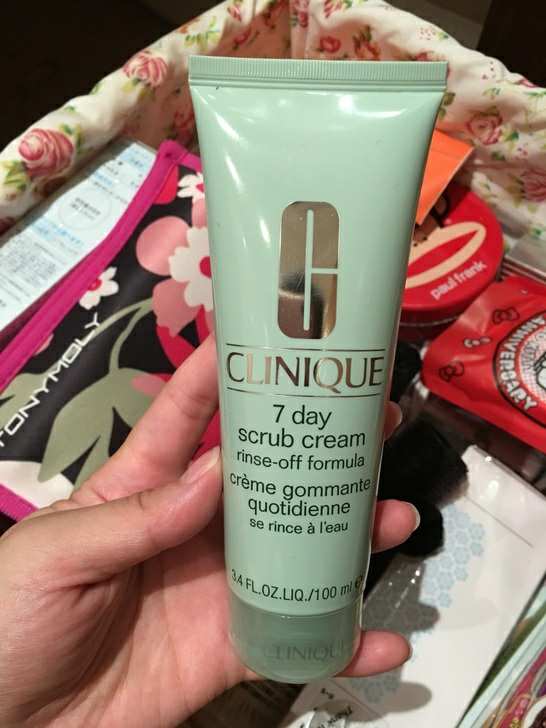 CLINIQUE
7 day
scrub cream
rinse-off formula
crème gommante
quotidienne
se rince à l'eau
3.4 FL.OZ.LIQ./100 ml e
CLINIQUE
TONYMOLY
paul frank
ANNIVERSARY